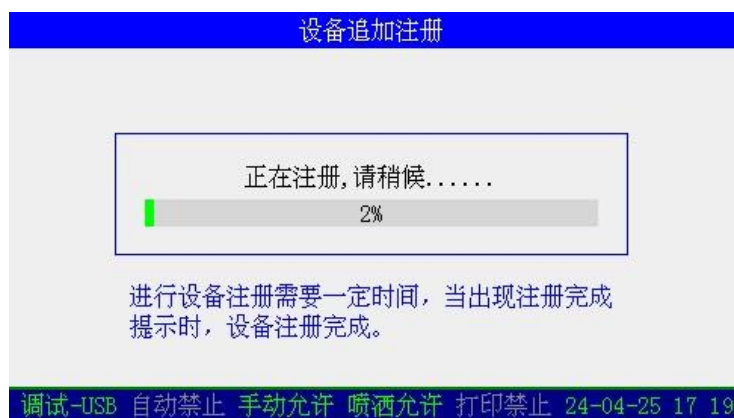 设备追加注册
正在注册,请稍候......
2%
进行设备注册需要一定时间，当出现注册完成
提示时，设备注册完成。
调试-USB 自动禁止 手动允许 喷洒允许 打印禁止 24-04-25 17 19